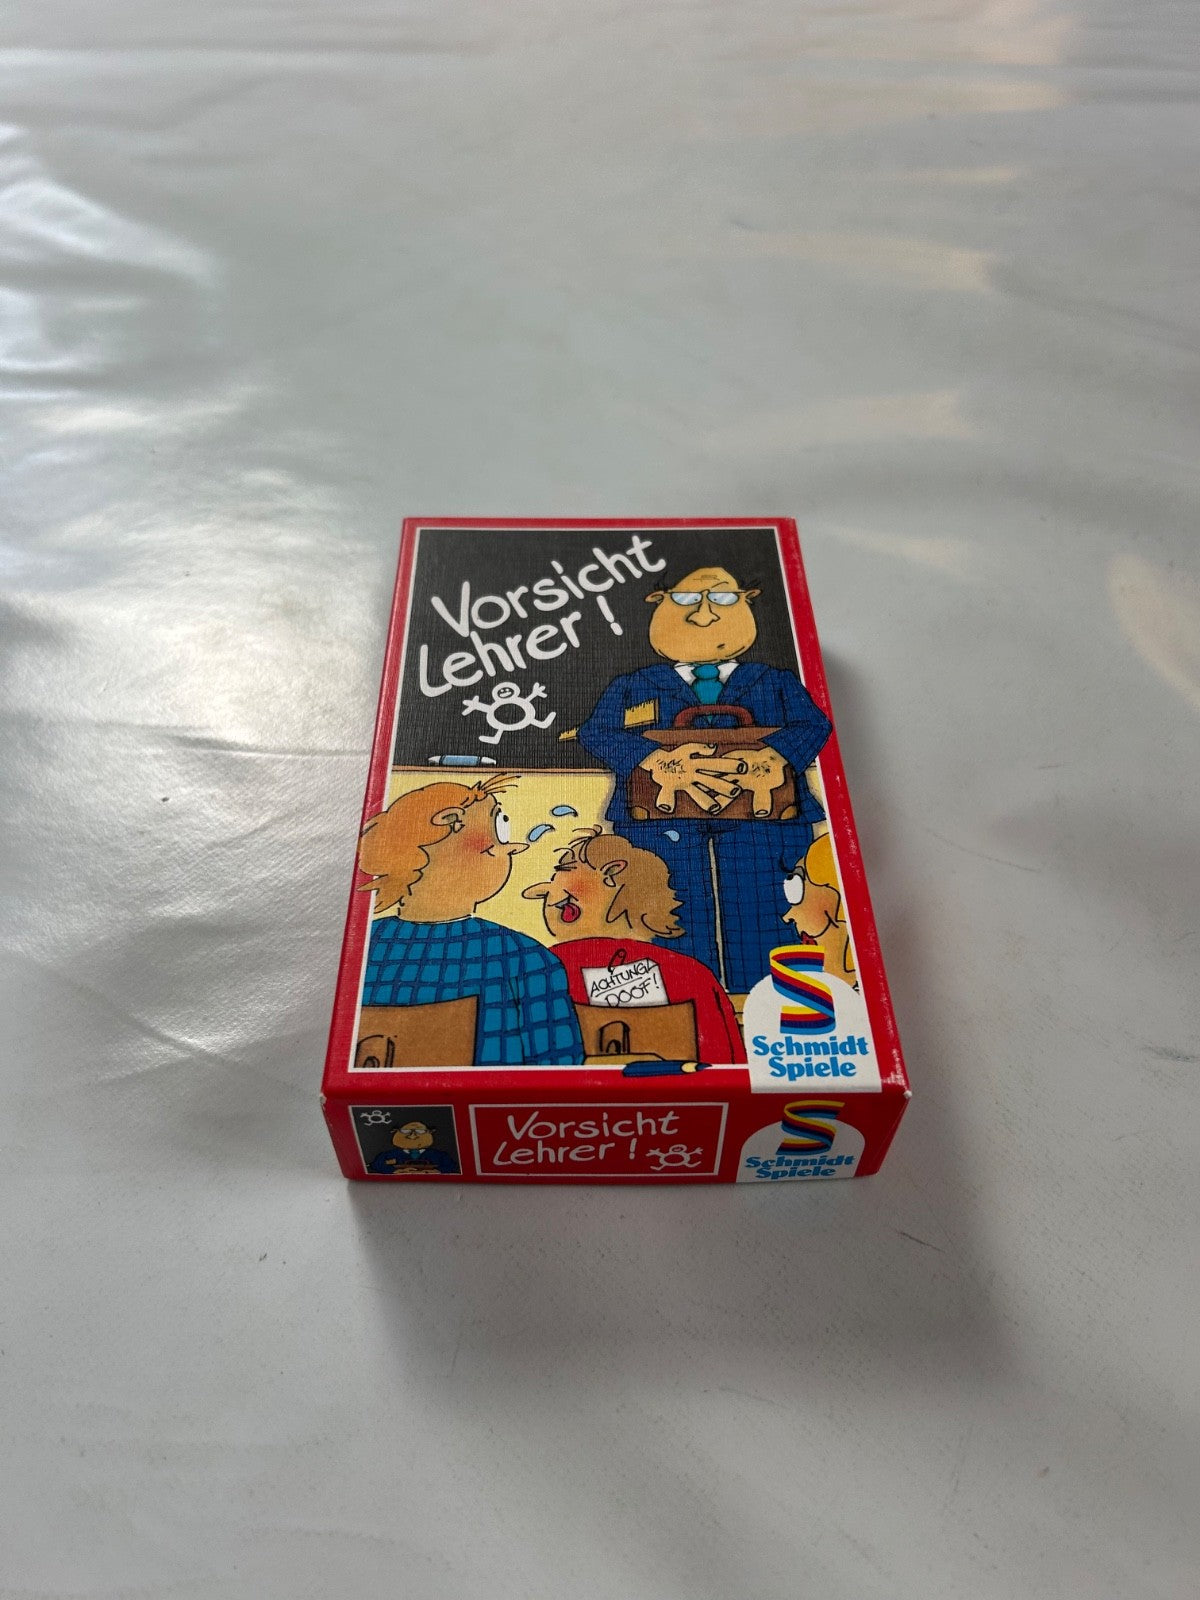 Vorsicht
Lehrer!
ACHTUNG!
DOOF!
Schmidt
Spiele
Vorsicht
Lehrer!
Schmidt
Spiele